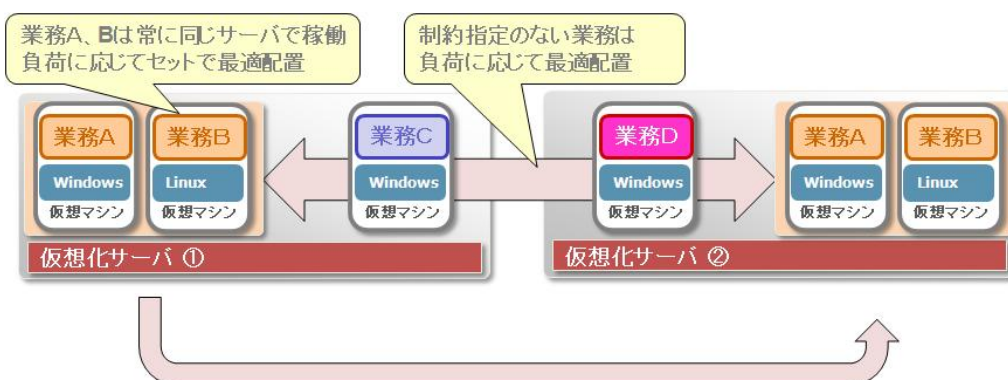 業務A、Bは常に同じサーバで稼働
負荷に応じてセットで最適配置
制約指定のない業務は
負荷に応じて最適配置
業務A
業務B
業務C
業務D
業務A
業務B
Windows
Linux
Windows
Windows
Windows
Linux
仮想マシン
仮想マシン
仮想マシン
仮想マシン
仮想マシン
仮想マシン
仮想化サーバ ①
仮想化サーバ ②